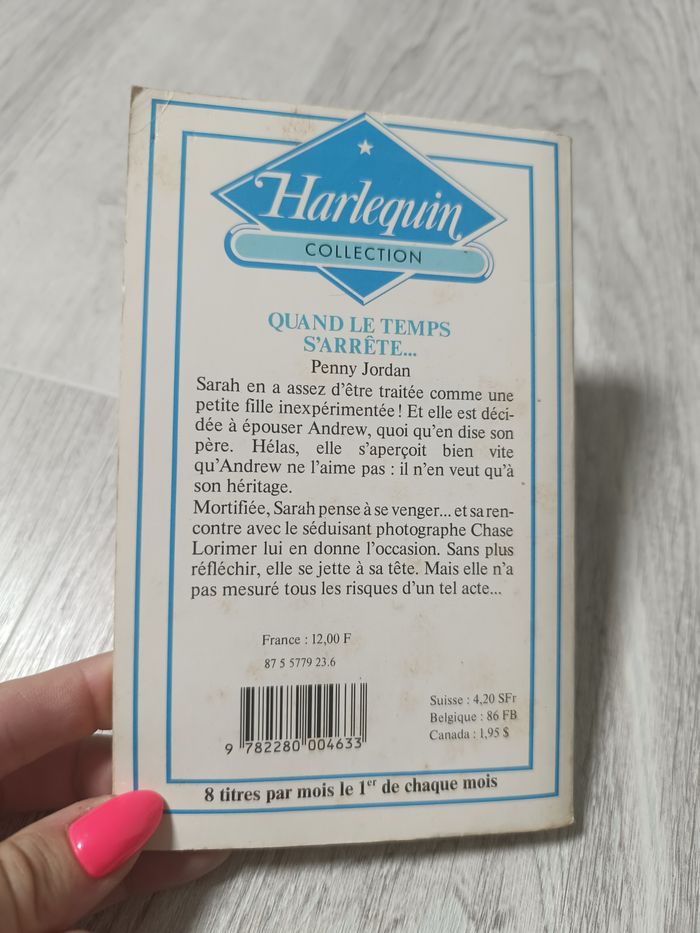 Harlequin
COLLECTION
QUAND LE TEMPS
S'ARRÊTE...
Penny Jordan
Sarah en a assez d'être traitée comme une
petite fille inexpérimentée ! Et elle est déci-
dée à épouser Andrew, quoi qu'en dise son
père. Hélas, elle s'aperçoit bien vite
qu'Andrew ne l'aime pas : il n'en veut qu'à
son héritage.
Mortifiée, Sarah pense à se venger... et sa ren-
contre avec le séduisant photographe Chase
Lorimer lui en donne l'occasion. Sans plus
réfléchir, elle se jette à sa tête. Mais elle n'a
pas mesuré tous les risques d'un tel acte...
France : 12,00 F
87 5 5779 23.6
9 782280 004633
Suisse : 4,20 SFr
Belgique : 86 FB
Canada : 1,95 $
8 titres par mois le 1er de chaque mois